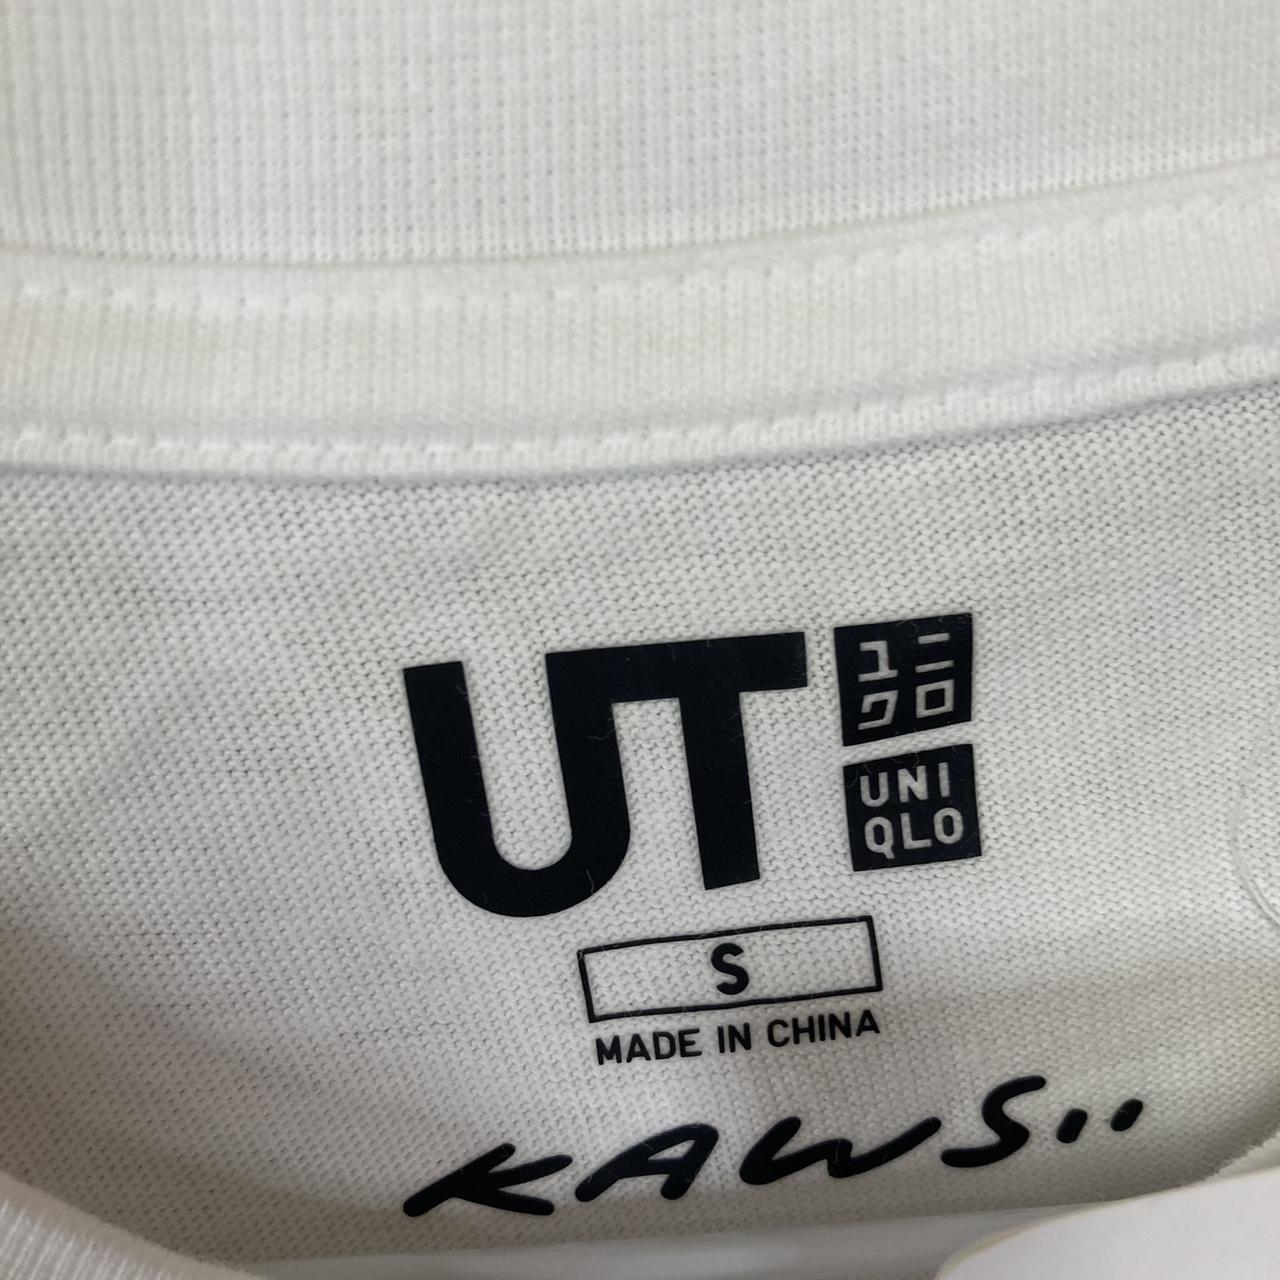 UT
ユニ
クロ
UNI
QLO
S
MADE IN CHINA
KAWS..